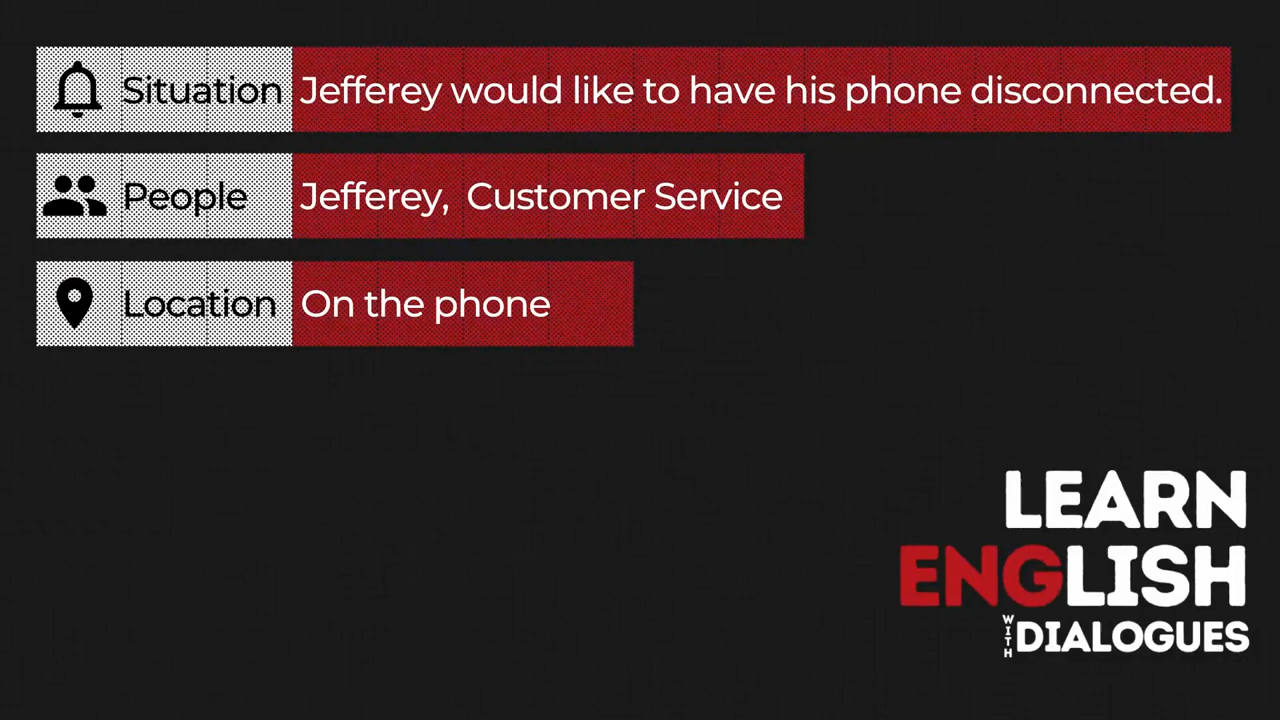 Situation Jefferey would like to have his phone disconnected.
People Jefferey, Customer Service
Location On the phone
LEARN
ENGLISH
WITH DIALOGUES